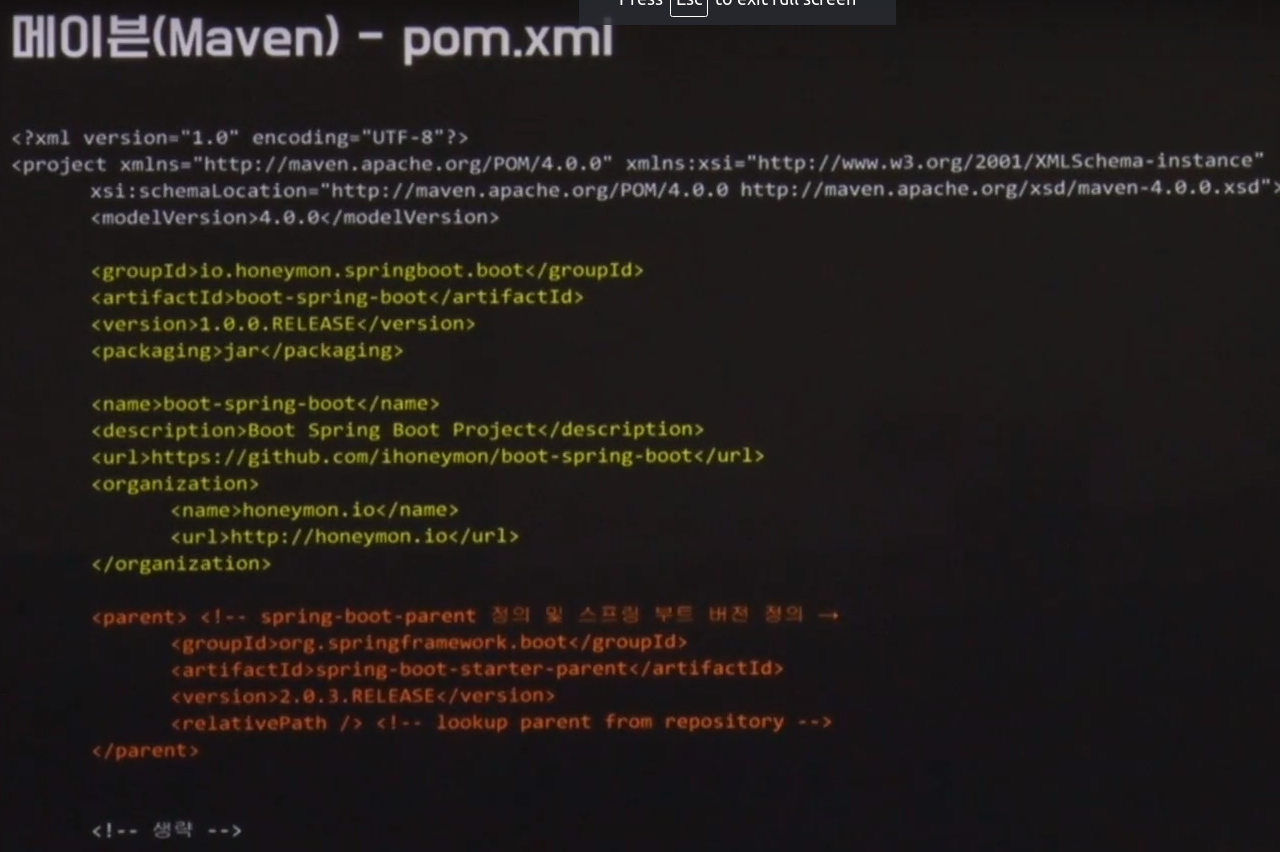 Press Esc to exit full screen
메이븐(Maven) - pom.xml
<?xml version="1.0" encoding="UTF-8"?>
<project xmlns="http://maven.apache.org/POM/4.0.0" xmlns:xsi="http://www.w3.org/2001/XMLSchema-instance"
xsi:schemaLocation="http://maven.apache.org/POM/4.0.0 http://maven.apache.org/xsd/maven-4.0.0.xsd">
<modelVersion>4.0.0</modelVersion>
<groupId>io.honeymon.springboot.boot</groupId>
<artifactId>boot-spring-boot</artifactId>
<version>1.0.0.RELEASE</version>
<packaging>jar</packaging>
<name>boot-spring-boot</name>
<description>Boot Spring Boot Project</description>
<url>https://github.com/ihoneymon/boot-spring-boot</url>
<organization>
<name>honeymon.io</name>
<url>http://honeymon.io</url>
</organization>
<parent> <!-- spring-boot-parent 정의 및 스프링 부트 버전 정의 →
<groupId>org.springframework.boot</groupId>
<artifactId>spring-boot-starter-parent</artifactId>
<version>2.0.3.RELEASE</version>
<relativePath /> <!-- lookup parent from repository -->
</parent>
<!-- 생략 -->